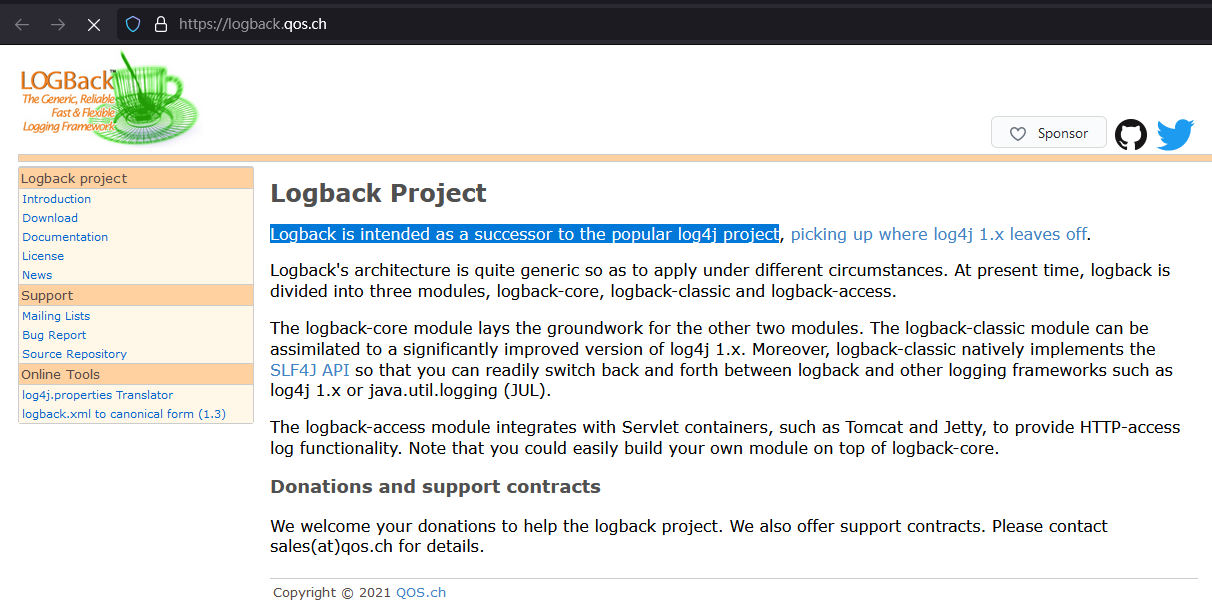 https://logback.qos.ch
LOGBack™
The Generic, Reliable
Fast & Flexible
Logging Framework
Sponsor
Logback project
Introduction
Download
Documentation
License
News
Support
Mailing Lists
Bug Report
Source Repository
Online Tools
log4j.properties Translator
logback.xml to canonical form (1.3)
Logback Project
Logback is intended as a successor to the popular log4j project, picking up where log4j 1.x leaves off.
Logback's architecture is quite generic so as to apply under different circumstances. At present time, logback is
divided into three modules, logback-core, logback-classic and logback-access.
The logback-core module lays the groundwork for the other two modules. The logback-classic module can be
assimilated to a significantly improved version of log4j 1.x. Moreover, logback-classic natively implements the
SLF4J API so that you can readily switch back and forth between logback and other logging frameworks such as
log4j 1.x or java.util.logging (JUL).
The logback-access module integrates with Servlet containers, such as Tomcat and Jetty, to provide HTTP-access
log functionality. Note that you could easily build your own module on top of logback-core.
Donations and support contracts
We welcome your donations to help the logback project. We also offer support contracts. Please contact
sales(at)qos.ch for details.
Copyright © 2021 QOS.ch